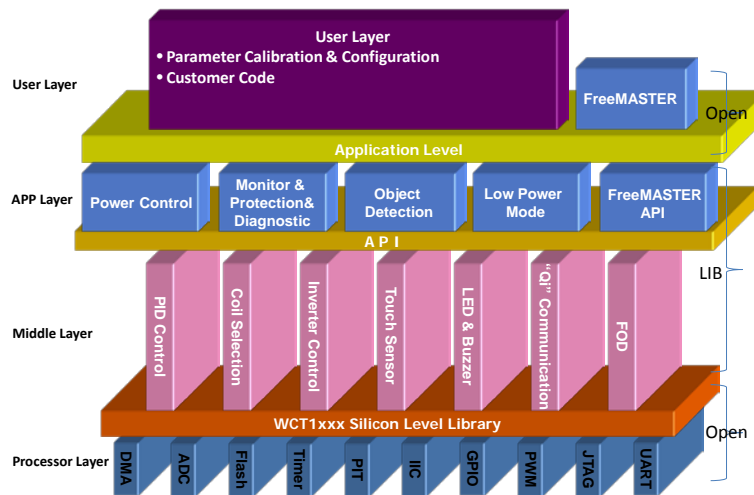 User Layer
• Parameter Calibration & Configuration
• Customer Code
User Layer
FreeMASTER
Open
Application Level
APP Layer
Power Control
Monitor &
Protection&
Diagnostic
Object
Detection
Low Power
Mode
FreeMASTER
API
A P I
LIB
Middle Layer
PID Control
Coil Selection
Inverter Control
Touch Sensor
LED & Buzzer
“Qi” Communication
FOD
WCT1xxx Silicon Level Library
Open
Processor Layer
DMA
ADC
Flash
Timer
PIT
IIC
GPIO
PWM
JTAG
UART